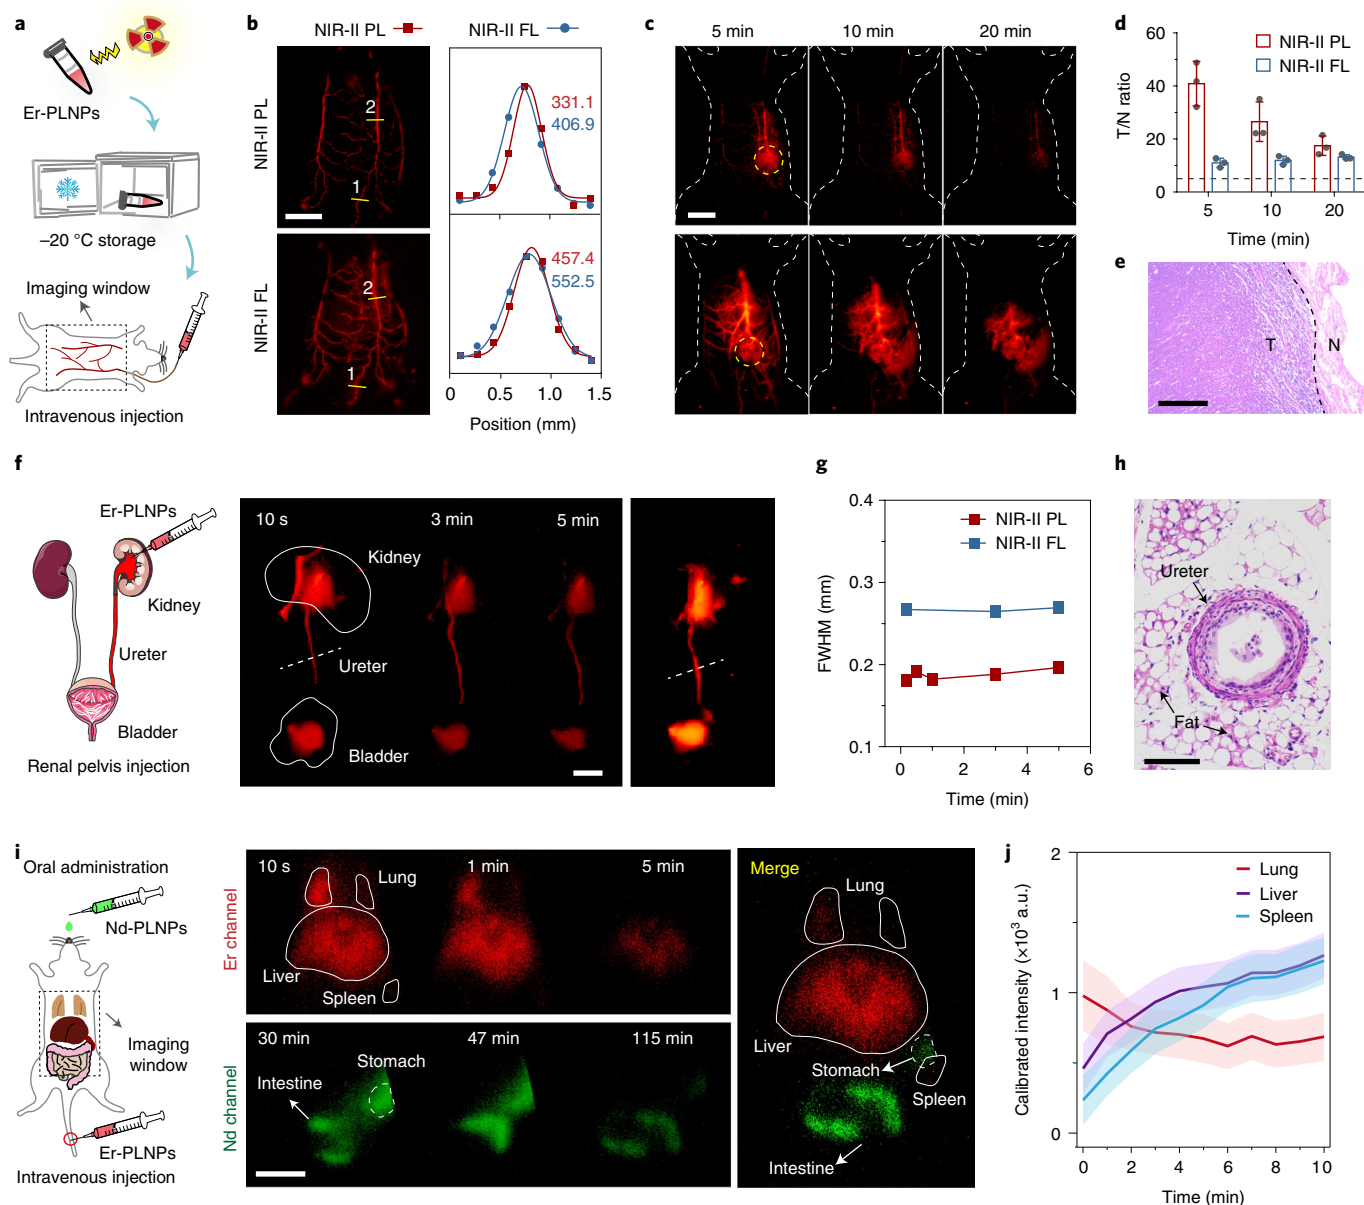 a
Er-PLNPs
–20 °C storage
Imaging window
Intravenous injection
b
NIR-II PL
NIR-II FL
NIR-II PL
NIR-II FL
2
1
2
1
331.1
406.9
457.4
552.5
0 0.5 1.0 1.5
Position (mm)
c
5 min 10 min 20 min
d
NIR-II PL
NIR-II FL
T/N ratio
60
40
20
0
5 10 20
Time (min)
e
T N
f
Er-PLNPs
Kidney
Ureter
Bladder
Renal pelvis injection
10 s 3 min 5 min
Kidney
Ureter
Bladder
g
NIR-II PL
NIR-II FL
FWHM (mm)
0.4
0.3
0.2
0.1
0 2 4 6
Time (min)
h
Ureter
Fat
i
Oral administration
Nd-PLNPs
Imaging
window
Er-PLNPs
Intravenous injection
Er channel
10 s 1 min 5 min
Lung
Liver
Spleen
Nd channel
30 min 47 min 115 min
Stomach
Intestine
Merge
Lung
Liver
Stomach
Spleen
Intestine
j
Lung
Liver
Spleen
Calibrated intensity (×10³ a.u.)
2
1
0
0 2 4 6 8 10
Time (min)